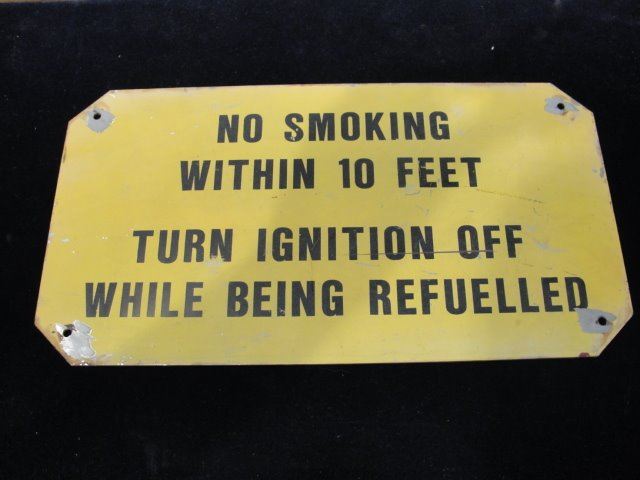 NO SMOKING
WITHIN 10 FEET
TURN IGNITION OFF
WHILE BEING REFUELLED